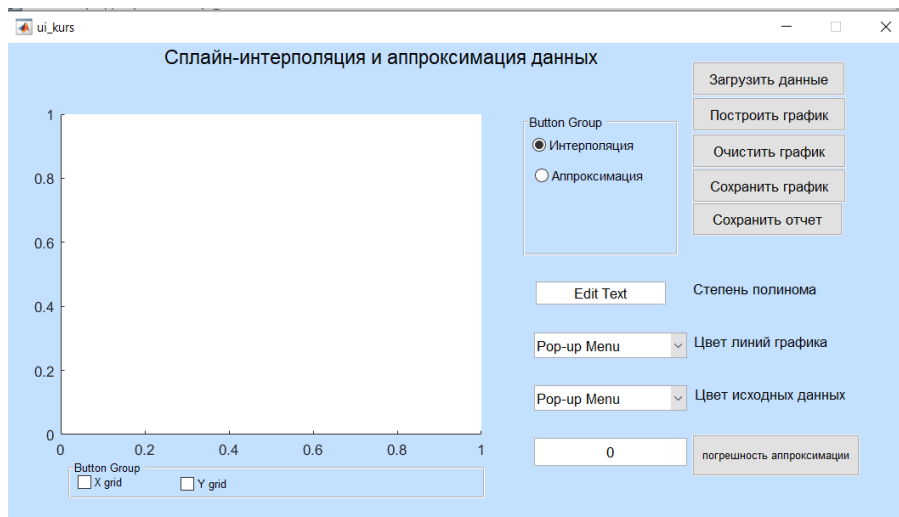 ui_kurs
Сплайн-интерполяция и аппроксимация данных
Загрузить данные
Построить график
Очистить график
Сохранить график
Сохранить отчет
Button Group
Интерполяция
Аппроксимация
1
0.8
0.6
0.4
0.2
0
0
0.2
0.4
0.6
0.8
1
Edit Text
Степень полинома
Pop-up Menu
Цвет линий графика
Pop-up Menu
Цвет исходных данных
0
погрешность аппроксимации
Button Group
X grid
Y grid